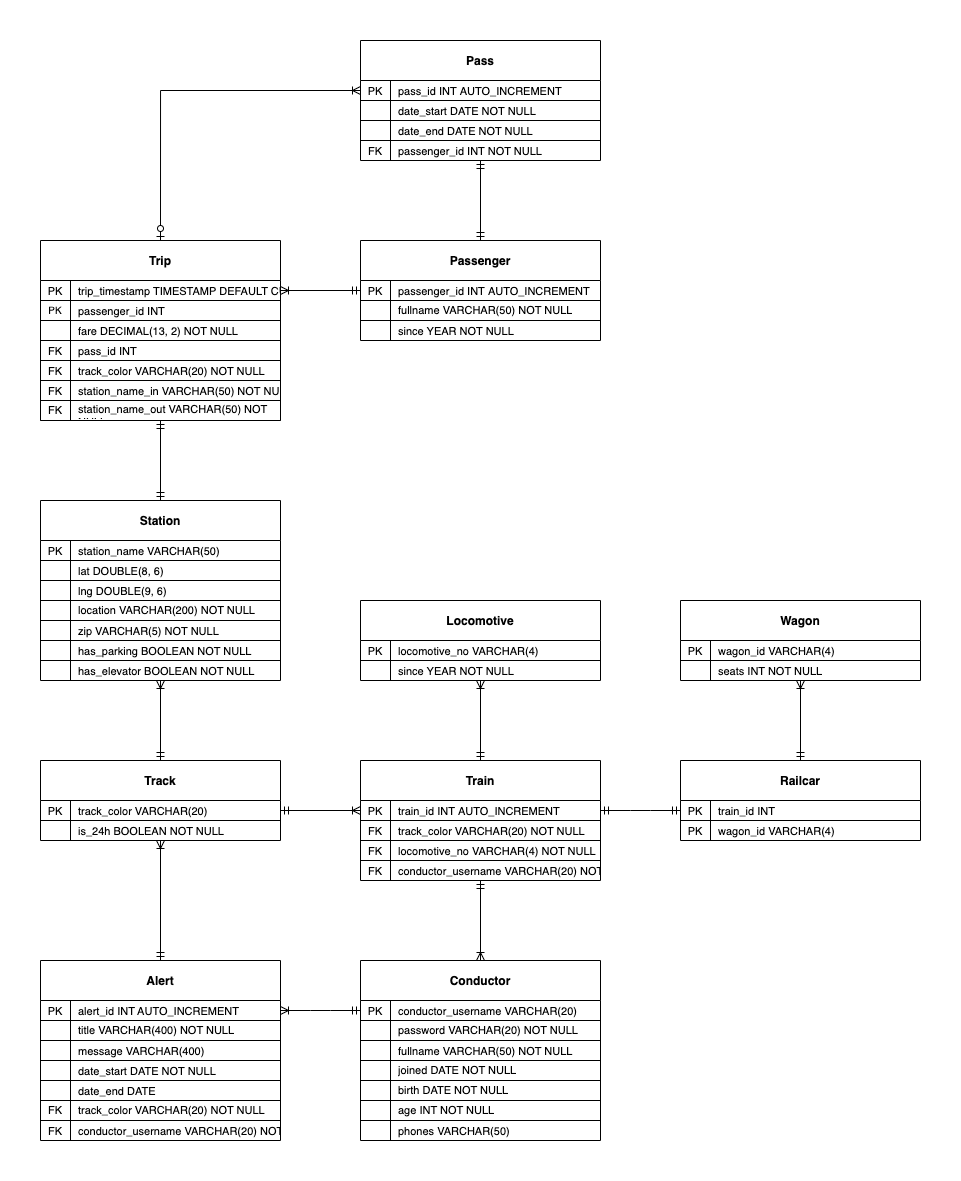 Pass
PK pass_id INT AUTO_INCREMENT
date_start DATE NOT NULL
date_end DATE NOT NULL
FK passenger_id INT NOT NULL
Trip
PK trip_timestamp TIMESTAMP DEFAULT C
PK passenger_id INT
fare DECIMAL(13, 2) NOT NULL
FK pass_id INT
FK track_color VARCHAR(20) NOT NULL
FK station_name_in VARCHAR(50) NOT NU
FK station_name_out VARCHAR(50) NOT
Passenger
PK passenger_id INT AUTO_INCREMENT
fullname VARCHAR(50) NOT NULL
since YEAR NOT NULL
Station
PK station_name VARCHAR(50)
lat DOUBLE(8, 6)
lng DOUBLE(9, 6)
location VARCHAR(200) NOT NULL
zip VARCHAR(5) NOT NULL
has_parking BOOLEAN NOT NULL
has_elevator BOOLEAN NOT NULL
Locomotive
PK locomotive_no VARCHAR(4)
since YEAR NOT NULL
Wagon
PK wagon_id VARCHAR(4)
seats INT NOT NULL
Track
PK track_color VARCHAR(20)
is_24h BOOLEAN NOT NULL
Train
PK train_id INT AUTO_INCREMENT
FK track_color VARCHAR(20) NOT NULL
FK locomotive_no VARCHAR(4) NOT NULL
FK conductor_username VARCHAR(20) NOT
Railcar
PK train_id INT
PK wagon_id VARCHAR(4)
Alert
PK alert_id INT AUTO_INCREMENT
title VARCHAR(400) NOT NULL
message VARCHAR(400)
date_start DATE NOT NULL
date_end DATE
FK track_color VARCHAR(20) NOT NULL
FK conductor_username VARCHAR(20) NOT
Conductor
PK conductor_username VARCHAR(20)
password VARCHAR(20) NOT NULL
fullname VARCHAR(50) NOT NULL
joined DATE NOT NULL
birth DATE NOT NULL
age INT NOT NULL
phones VARCHAR(50)